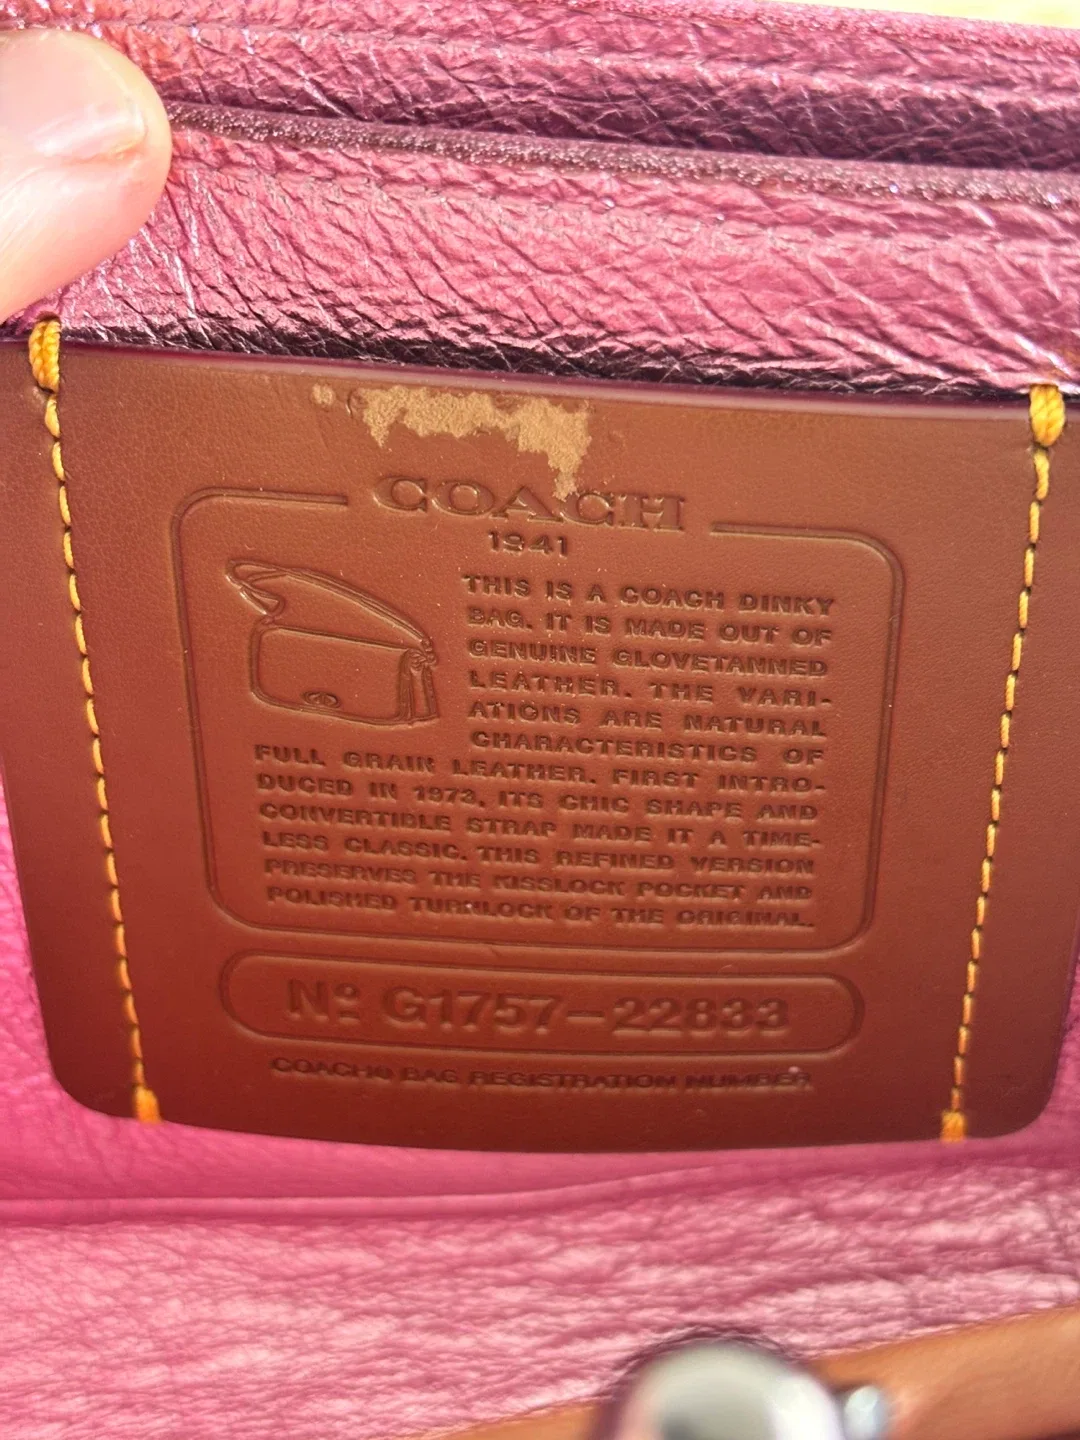 COACH
1941
THIS IS A COACH DINKY
BAG. IT IS MADE OUT OF
GENUINE GLOVETANNED
LEATHER. THE VARI-
ATIONS ARE NATURAL
CHARACTERISTICS OF
FULL GRAIN LEATHER. FIRST INTRO-
DUCED IN 1973, ITS CHIC SHAPE AND
CONVERTIBLE STRAP MADE IT A TIME-
LESS CLASSIC. THIS REFINED VERSION
PRESERVES THE KISSLOCK POCKET AND
POLISHED TURNLOCK OF THE ORIGINAL.
Nº G1757-22833
COACH© BAG REGISTRATION NUMBER